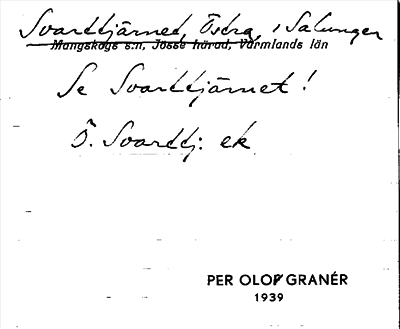 Svarttjärnet, Östra, i Salungen
Mangskogs s:n, Jösse härad, Värmlands län
Se Svarttjärnet!
Ö. Svarttj: ek
PER OLOF GRANÉR
1939